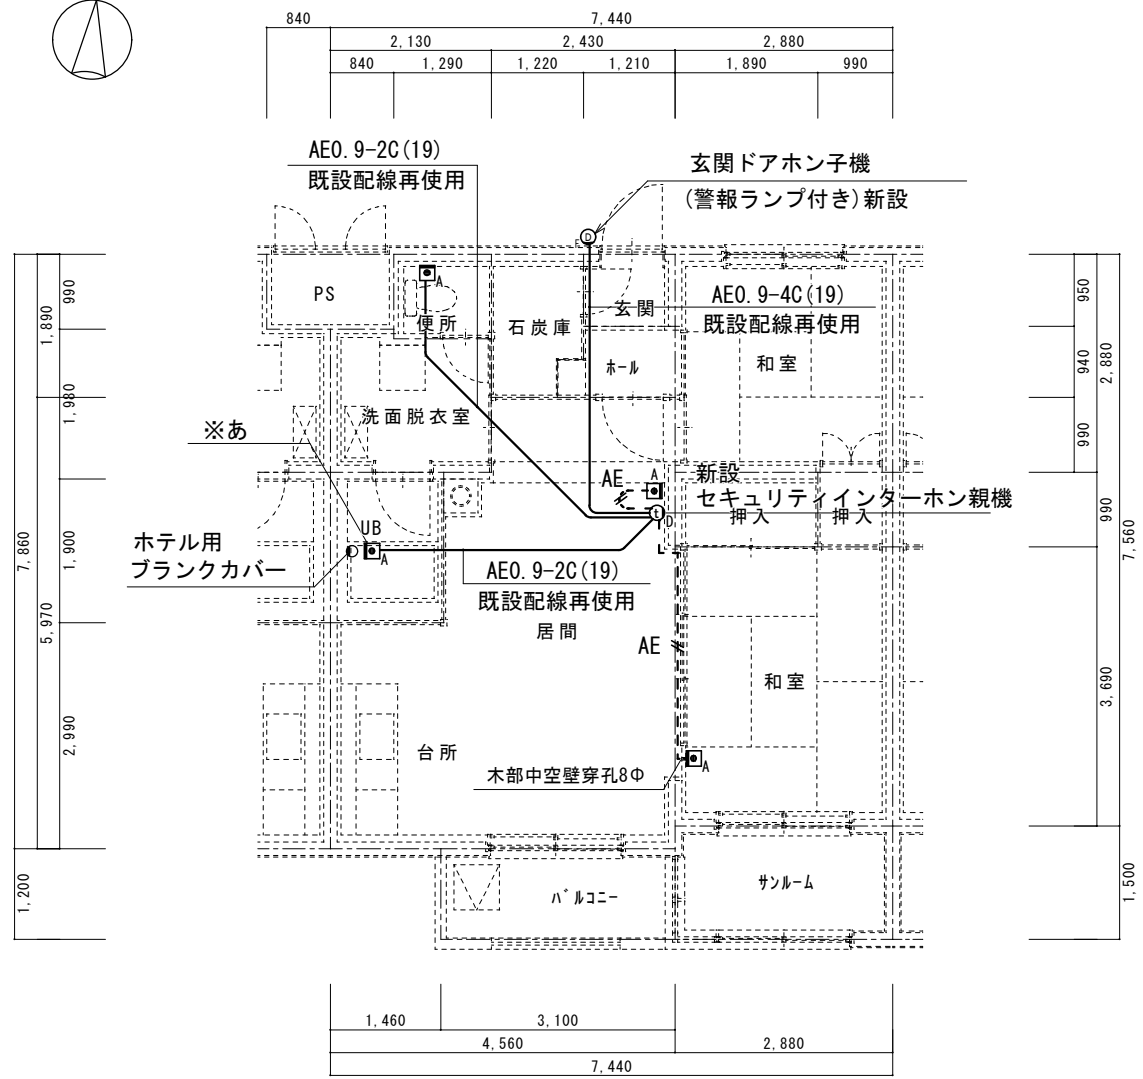 840
7,440
2,130
2,430
2,880
840
1,290
1,220
1,210
1,890
990
AE0.9-2C(19)
既設配線再使用
玄関ドアホン子機
(警報ランプ付き)新設
D
PS
A
便所
石炭庫
玄関
AE0.9-4C(19)
既設配線再使用
ホール
和室
洗面脱衣室
※あ
AE
A
新設
セキュリティインターホン親機
t
D
押入
押入
UB
ホテル用
ブランクカバー
A
AE0.9-2C(19)
既設配線再使用
居間
AE
和室
台所
木部中空壁穿孔8Φ
A
バルコニー
サンルーム
990
1,890
1,980
7,860
1,900
5,970
2,990
1,200
950
940
2,880
990
990
7,560
3,690
1,500
1,460
3,100
4,560
2,880
7,440